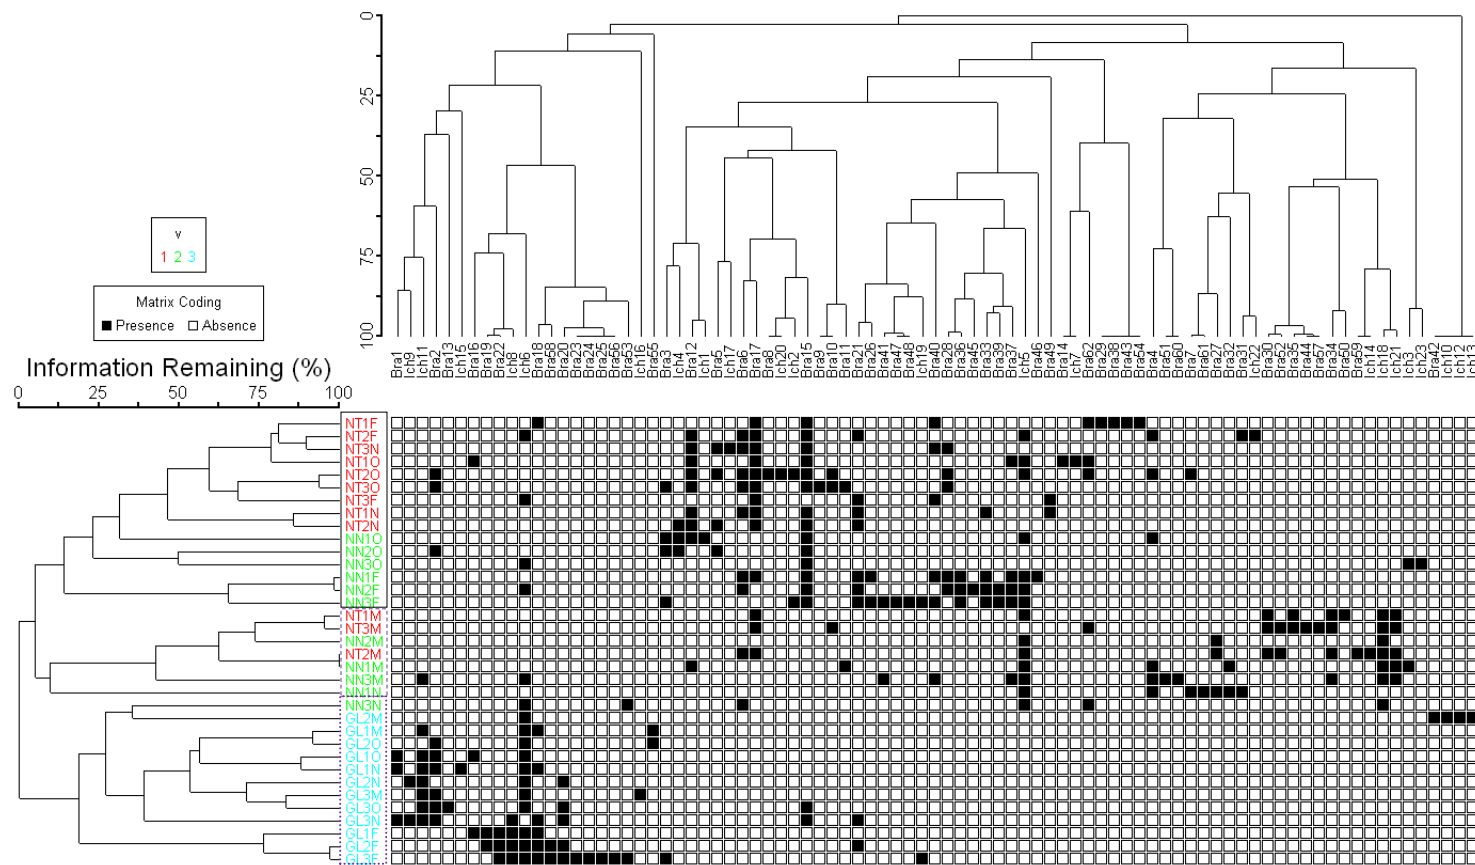 0
25
50
75
100
v
1 2 3
Matrix Coding
Presence Absence
Information Remaining (%)
0 25 50 75 100
Bra1
Ich9
Ich11
Bra2
Bra13
Ich15
Bra16
Bra19
Bra22
Ich8
Ich6
Bra18
Bra58
Bra20
Bra23
Bra24
Bra25
Bra56
Bra53
Ich16
Bra55
Bra3
Ich4
Bra12
Ich1
Bra5
Ich17
Bra6
Bra17
Bra8
Ich20
Ich2
Bra15
Bra9
Bra10
Bra11
Bra21
Bra26
Bra41
Bra47
Bra48
Ich19
Bra40
Bra28
Bra36
Bra45
Bra33
Bra39
Bra37
Ich5
Bra46
Bra49
Bra14
Ich7
Bra62
Bra29
Bra38
Bra43
Bra54
Bra4
Bra51
Bra60
Bra7
Bra61
Bra27
Bra32
Bra31
Ich22
Bra30
Bra52
Bra35
Bra44
Bra57
Bra34
Bra50
Bra59
Ich14
Ich18
Ich21
Ich3
Ich23
Bra42
Ich10
Ich12
Ich13
NT1F
NT2F
NT3N
NT1O
NT2O
NT3O
NT3F
NT1N
NT2N
NN1O
NN2O
NN3O
NN1F
NN2F
NN3F
NT1M
NT3M
NN2M
NT2M
NN1M
NN3M
NN1N
NN3N
GL2M
GL1M
GL2O
GL1O
GL1N
GL2N
GL3M
GL3O
GL3N
GL1F
GL2F
GL3F